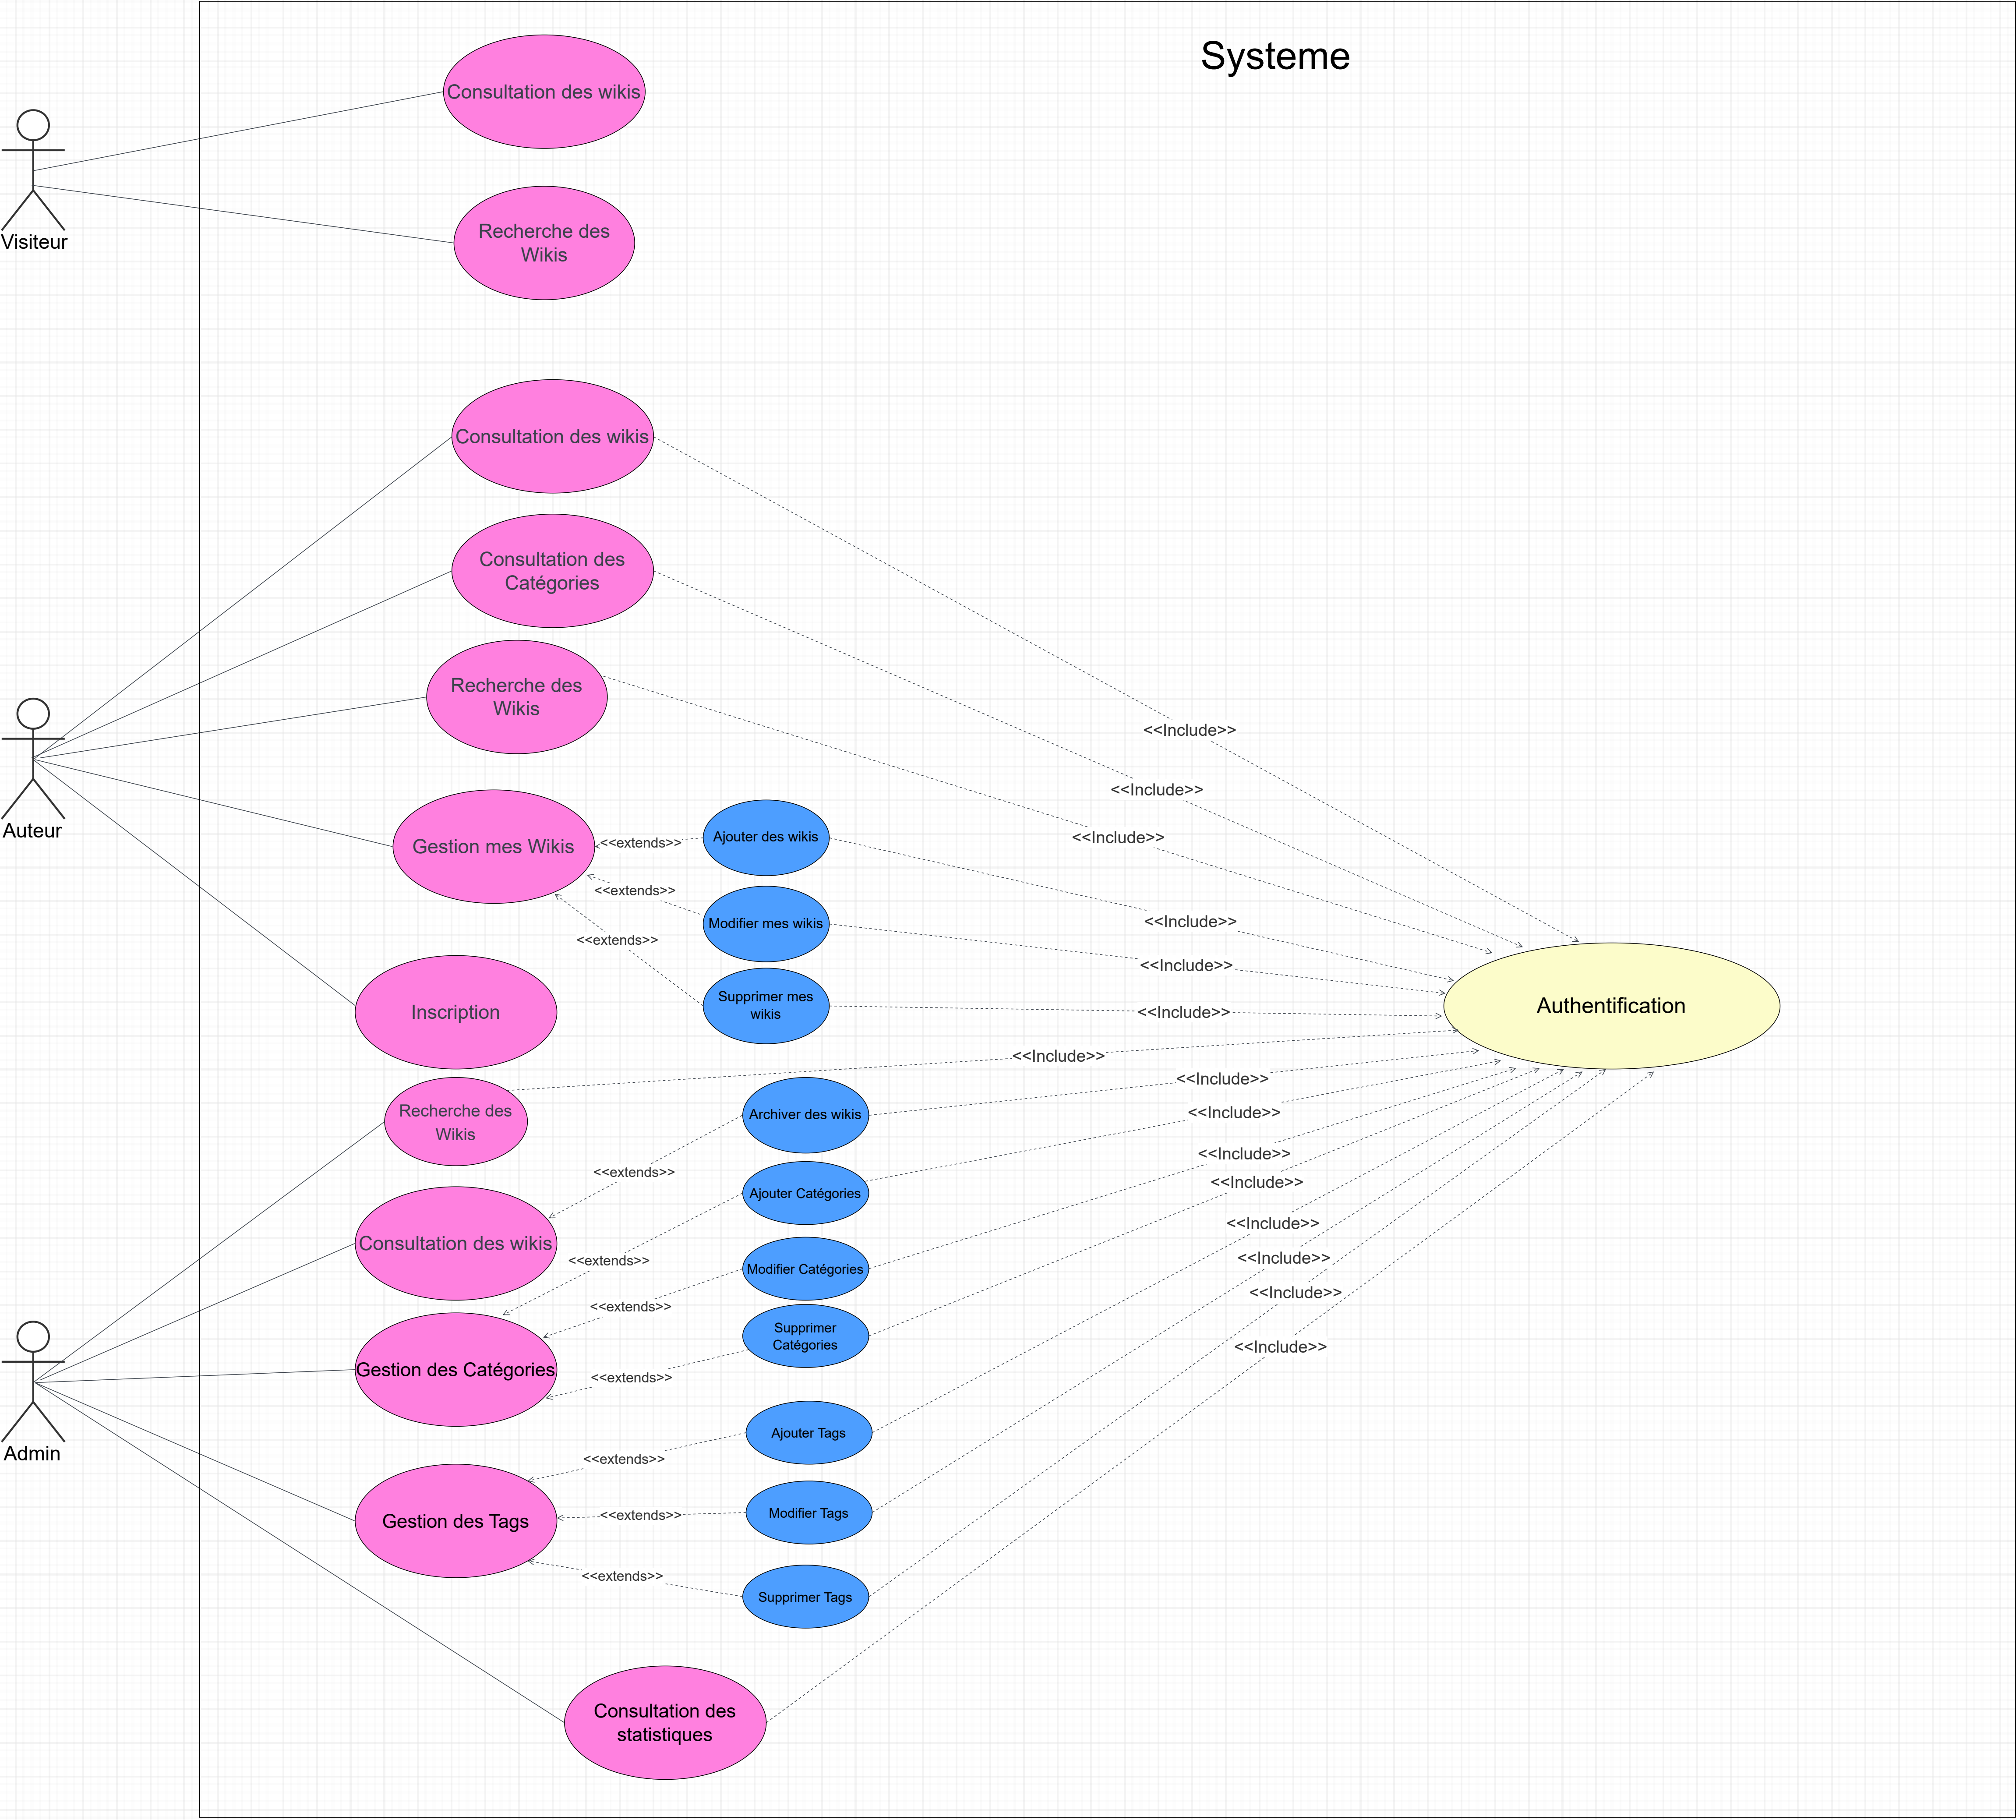 Systeme
Consultation des wikis
Visiteur
Recherche des
Wikis
Consultation des wikis
Consultation des
Catégories
Recherche des
Wikis
<<Include>>
<<Include>>
<<Include>>
Auteur
Gestion mes Wikis
<<extends>>
Ajouter des wikis
<<extends>>
Modifier mes wikis
<<Include>>
<<extends>>
<<Include>>
Supprimer mes
wikis
<<Include>>
Authentification
Inscription
<<Include>>
Recherche des
Wikis
Archiver des wikis
<<Include>>
<<Include>>
<<extends>>
<<Include>>
Ajouter Catégories
<<Include>>
Consultation des wikis
<<extends>>
Modifier Catégories
<<Include>>
<<Include>>
<<extends>>
<<Include>>
Supprimer
Catégories
<<Include>>
Gestion des Catégories
<<extends>>
Admin
Ajouter Tags
<<extends>>
Gestion des Tags
<<extends>>
Modifier Tags
<<extends>>
Supprimer Tags
Consultation des
statistiques